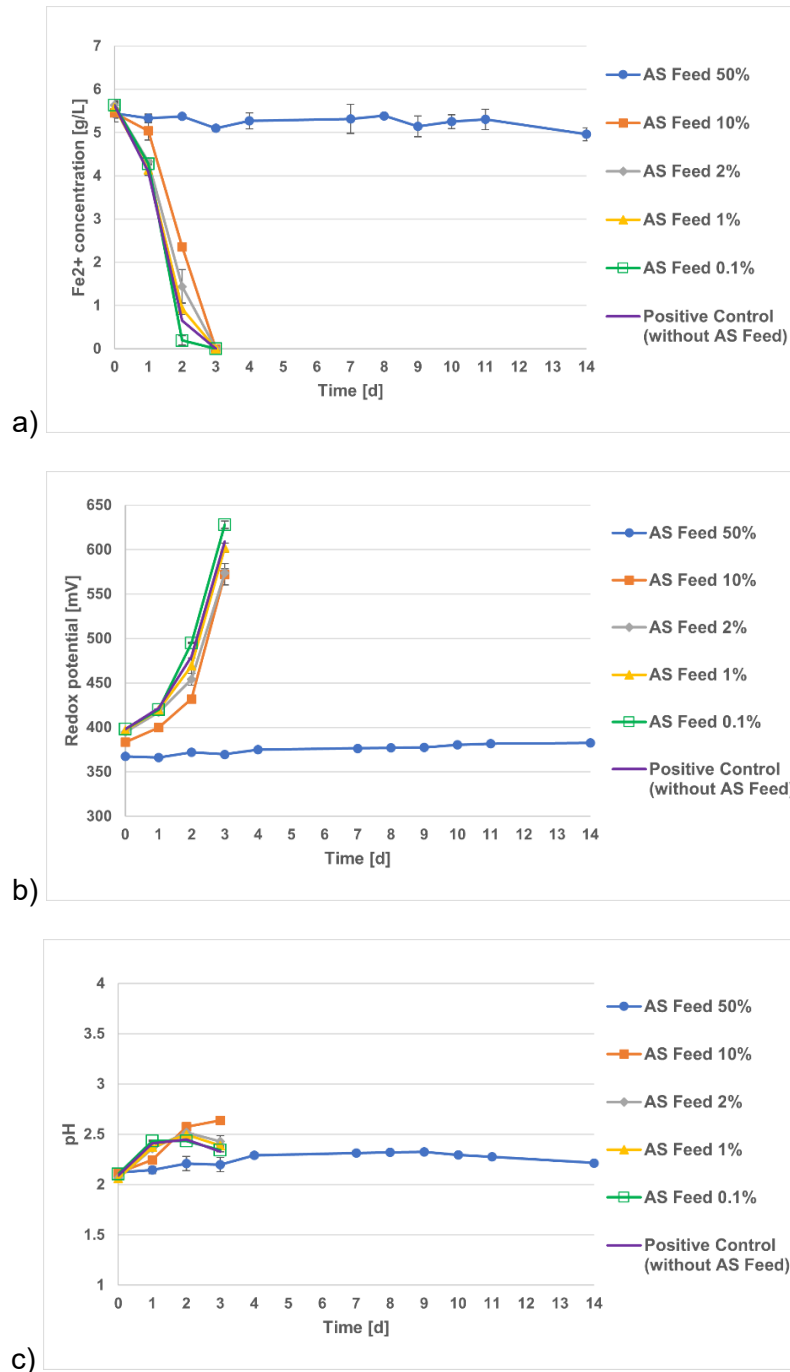 7
6
5
4
3
2
1
0
Fe2+ concentration [g/L]
0 1 2 3 4 5 6 7 8 9 10 11 12 13 14
Time [d]
AS Feed 50%
AS Feed 10%
AS Feed 2%
AS Feed 1%
AS Feed 0.1%
Positive Control
(without AS Feed)
a)
650
600
550
500
450
400
350
300
Redox potential [mV]
0 1 2 3 4 5 6 7 8 9 10 11 12 13 14
Time [d]
AS Feed 50%
AS Feed 10%
AS Feed 2%
AS Feed 1%
AS Feed 0.1%
Positive Control
(without AS Feed)
b)
4
3.5
3
2.5
2
1.5
1
pH
0 1 2 3 4 5 6 7 8 9 10 11 12 13 14
Time [d]
AS Feed 50%
AS Feed 10%
AS Feed 2%
AS Feed 1%
AS Feed 0.1%
Positive Control
(without AS Feed)
c)